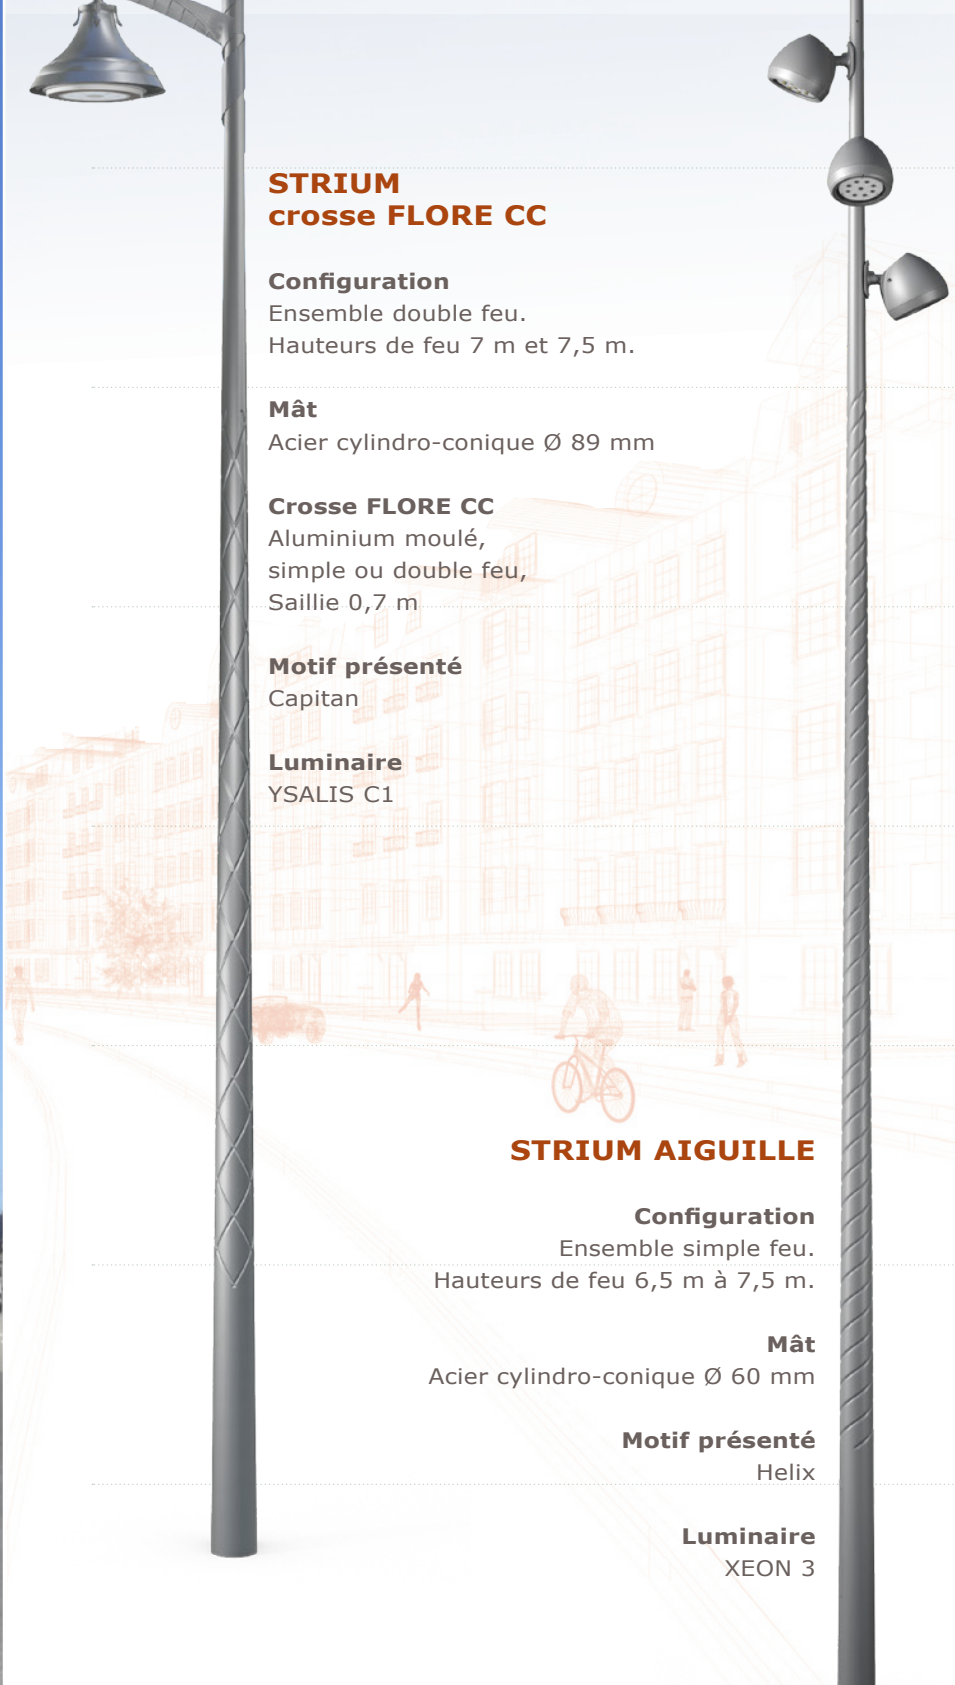 STRIUM
crosse FLORE CC
Configuration
Ensemble double feu.
Hauteurs de feu 7 m et 7,5 m.
Mât
Acier cylindro-conique Ø 89 mm
Crosse FLORE CC
Aluminium moulé,
simple ou double feu,
Saillie 0,7 m
Motif présenté
Capitan
Luminaire
YSALIS C1
STRIUM AIGUILLE
Configuration
Ensemble simple feu.
Hauteurs de feu 6,5 m à 7,5 m.
Mât
Acier cylindro-conique Ø 60 mm
Motif présenté
Helix
Luminaire
XEON 3